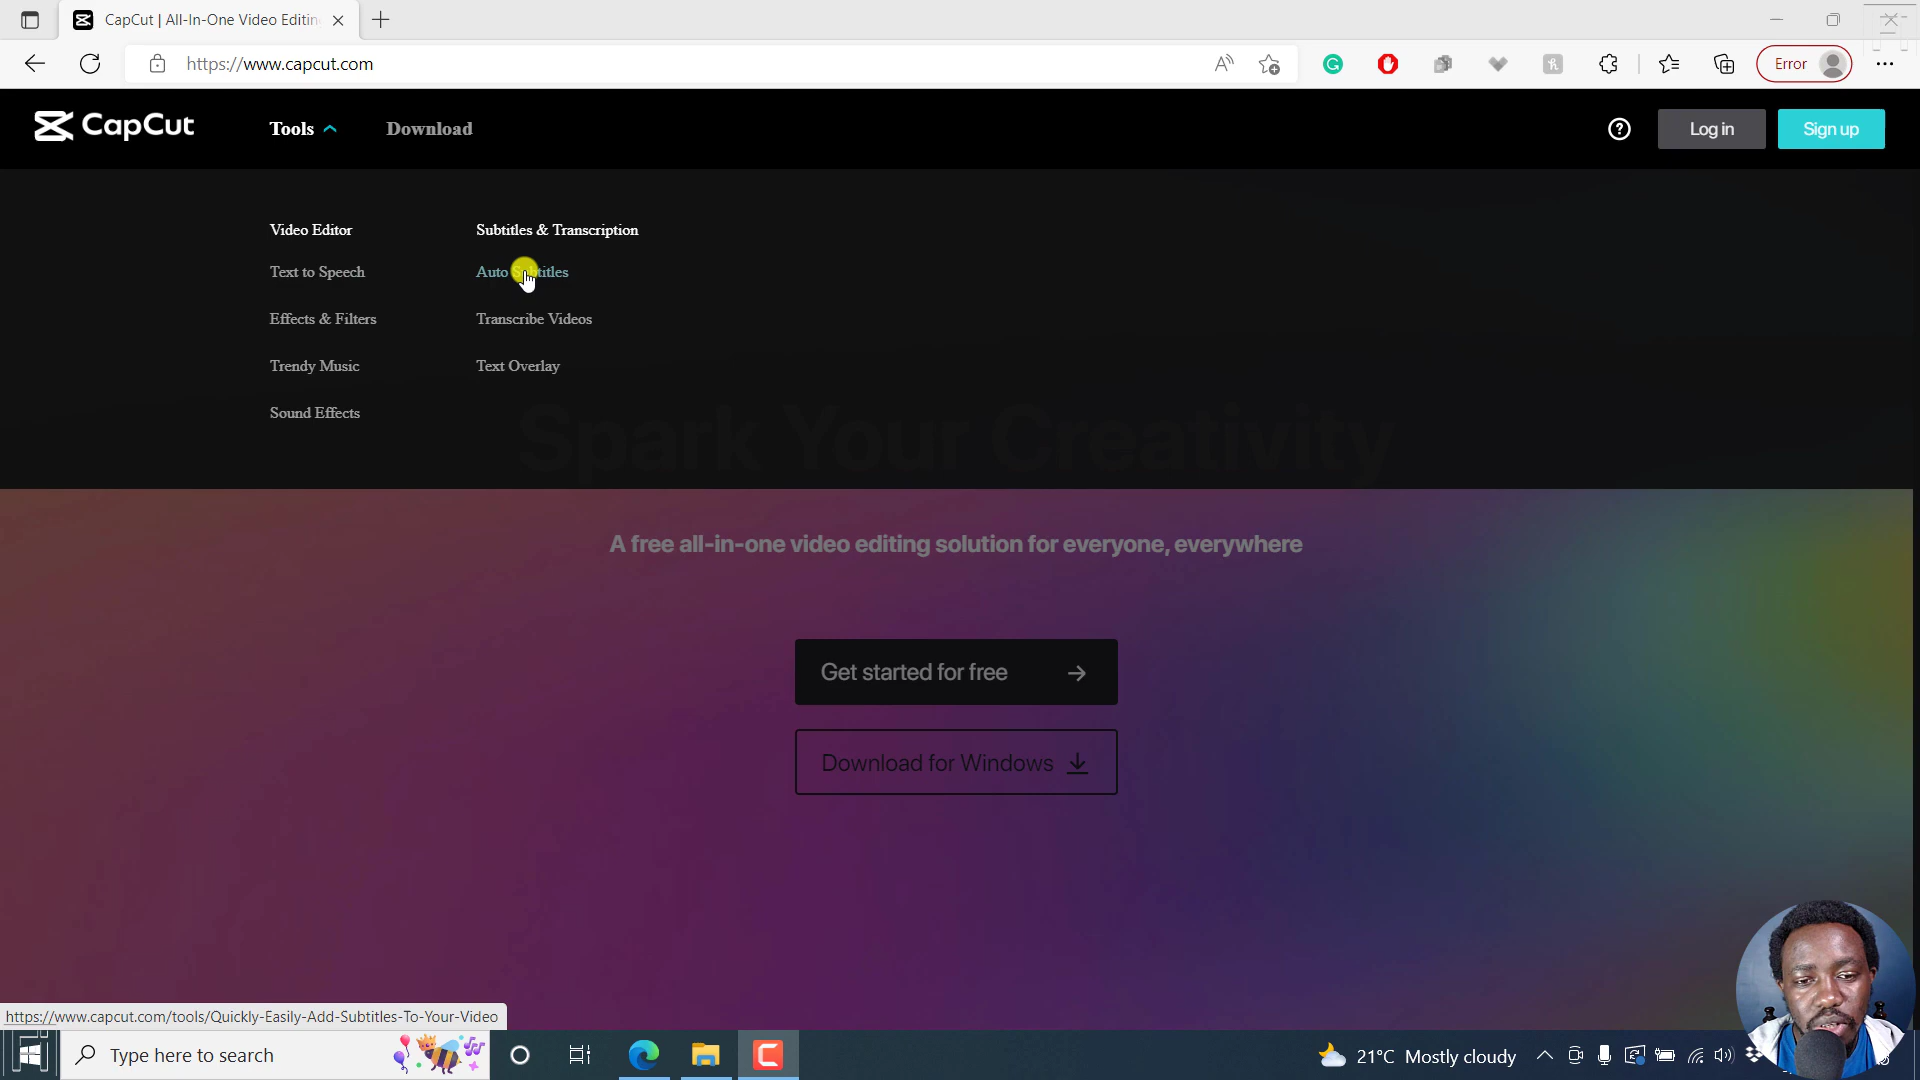 CapCut | All-In-One Video Editin
https://www.capcut.com
Error
CapCut
Tools
Download
Log in
Sign up
Video Editor
Subtitles & Transcription
Text to Speech
Auto Subtitles
Effects & Filters
Transcribe Videos
Trendy Music
Text Overlay
Sound Effects
Spark Your Creativity
A free all-in-one video editing solution for everyone, everywhere
Get started for free
Download for Windows
https://www.capcut.com/tools/Quickly-Easily-Add-Subtitles-To-Your-Video
Type here to search
21°C Mostly cloudy